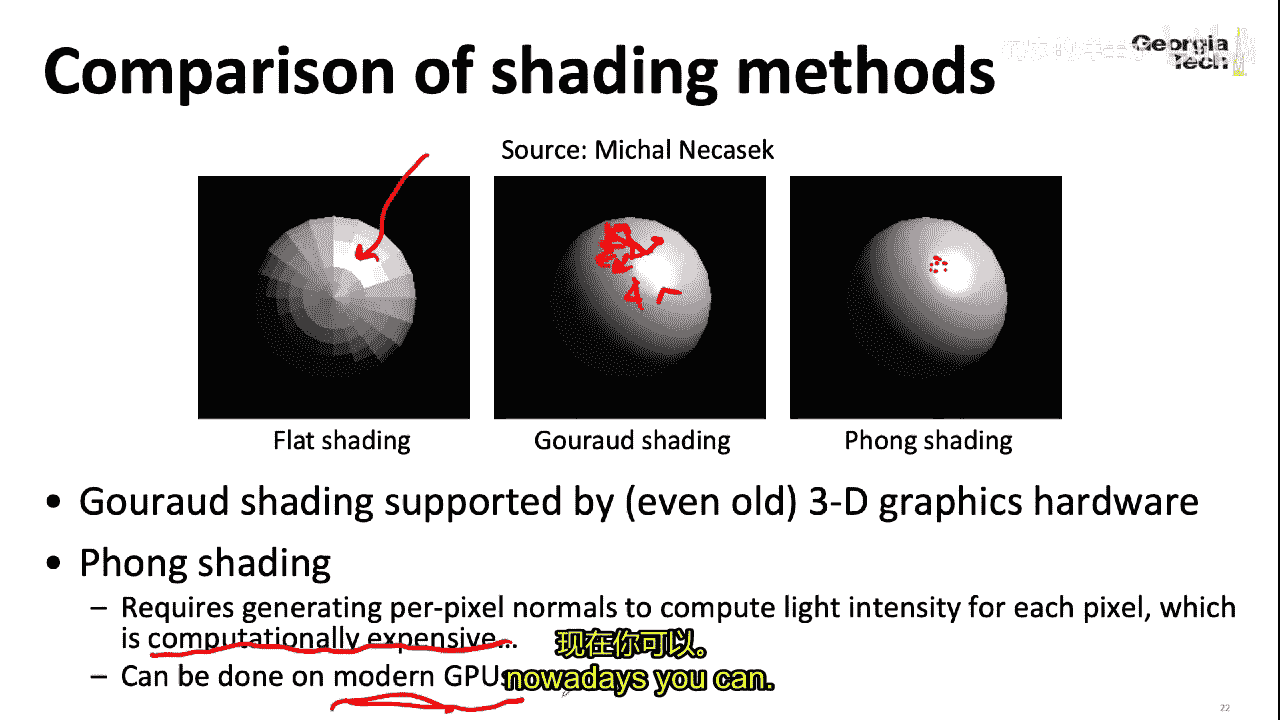 Comparison of shading methods
Georgia
Tech
Source: Michal Necasek
Flat shading
Gouraud shading
Phong shading
• Gouraud shading supported by (even old) 3-D graphics hardware
• Phong shading
– Requires generating per-pixel normals to compute light intensity for each pixel, which
is computationally expensive…
– Can be done on modern GPUs
现在你可以。
nowadays you can.
22